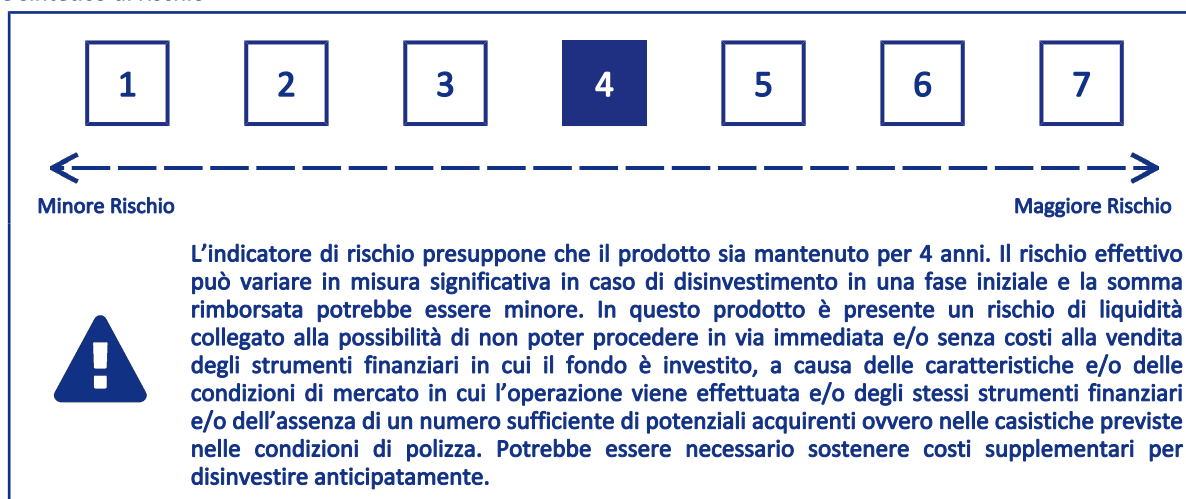 1 2 3 4 5 6 7
Minore Rischio Maggiore Rischio
L'indicatore di rischio presuppone che il prodotto sia mantenuto per 4 anni. Il rischio effettivo
può variare in misura significativa in caso di disinvestimento in una fase iniziale e la somma
rimborsata potrebbe essere minore. In questo prodotto è presente un rischio di liquidità
collegato alla possibilità di non poter procedere in via immediata e/o senza costi alla vendita
degli strumenti finanziari in cui il fondo è investito, a causa delle caratteristiche e/o delle
condizioni di mercato in cui l'operazione viene effettuata e/o degli stessi strumenti finanziari
e/o dell'assenza di un numero sufficiente di potenziali acquirenti ovvero nelle casistiche previste
nelle condizioni di polizza. Potrebbe essere necessario sostenere costi supplementari per
disinvestire anticipatamente.